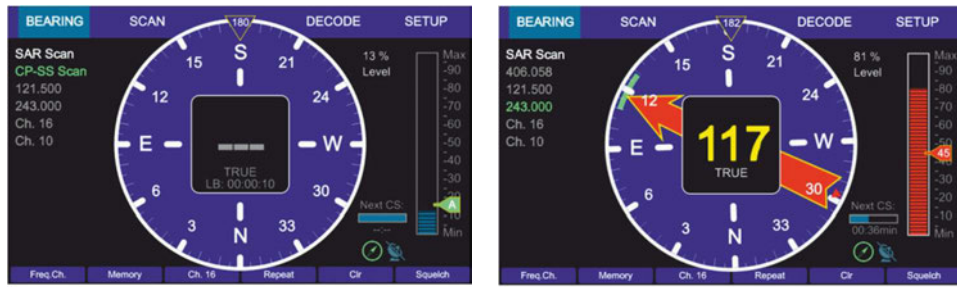 BEARING SCAN 180 DECODE SETUP
SAR Scan
CP-SS Scan
121.500
243.000
Ch. 16
Ch. 10
S
21
24
W
30
33
N
3
6
E
12
15
---
TRUE
LB: 00:00:10
13 %
Level
Max
-90
-80
-70
-60
-50
-40
-30
-20
-10
Min
A
Next CS:
--:--
Freq.Ch. Memory Ch. 16 Repeat Clr Squelch
BEARING SCAN 182 DECODE SETUP
SAR Scan
406.058
121.500
243.000
Ch. 16
Ch. 10
S
21
24
W
30
33
N
3
6
E
12
15
117
TRUE
81 %
Level
Max
-90
-80
-70
-60
-50
45
-30
-20
-10
Min
Next CS:
00:36min
Freq.Ch. Memory Ch. 16 Repeat Clr Squelch